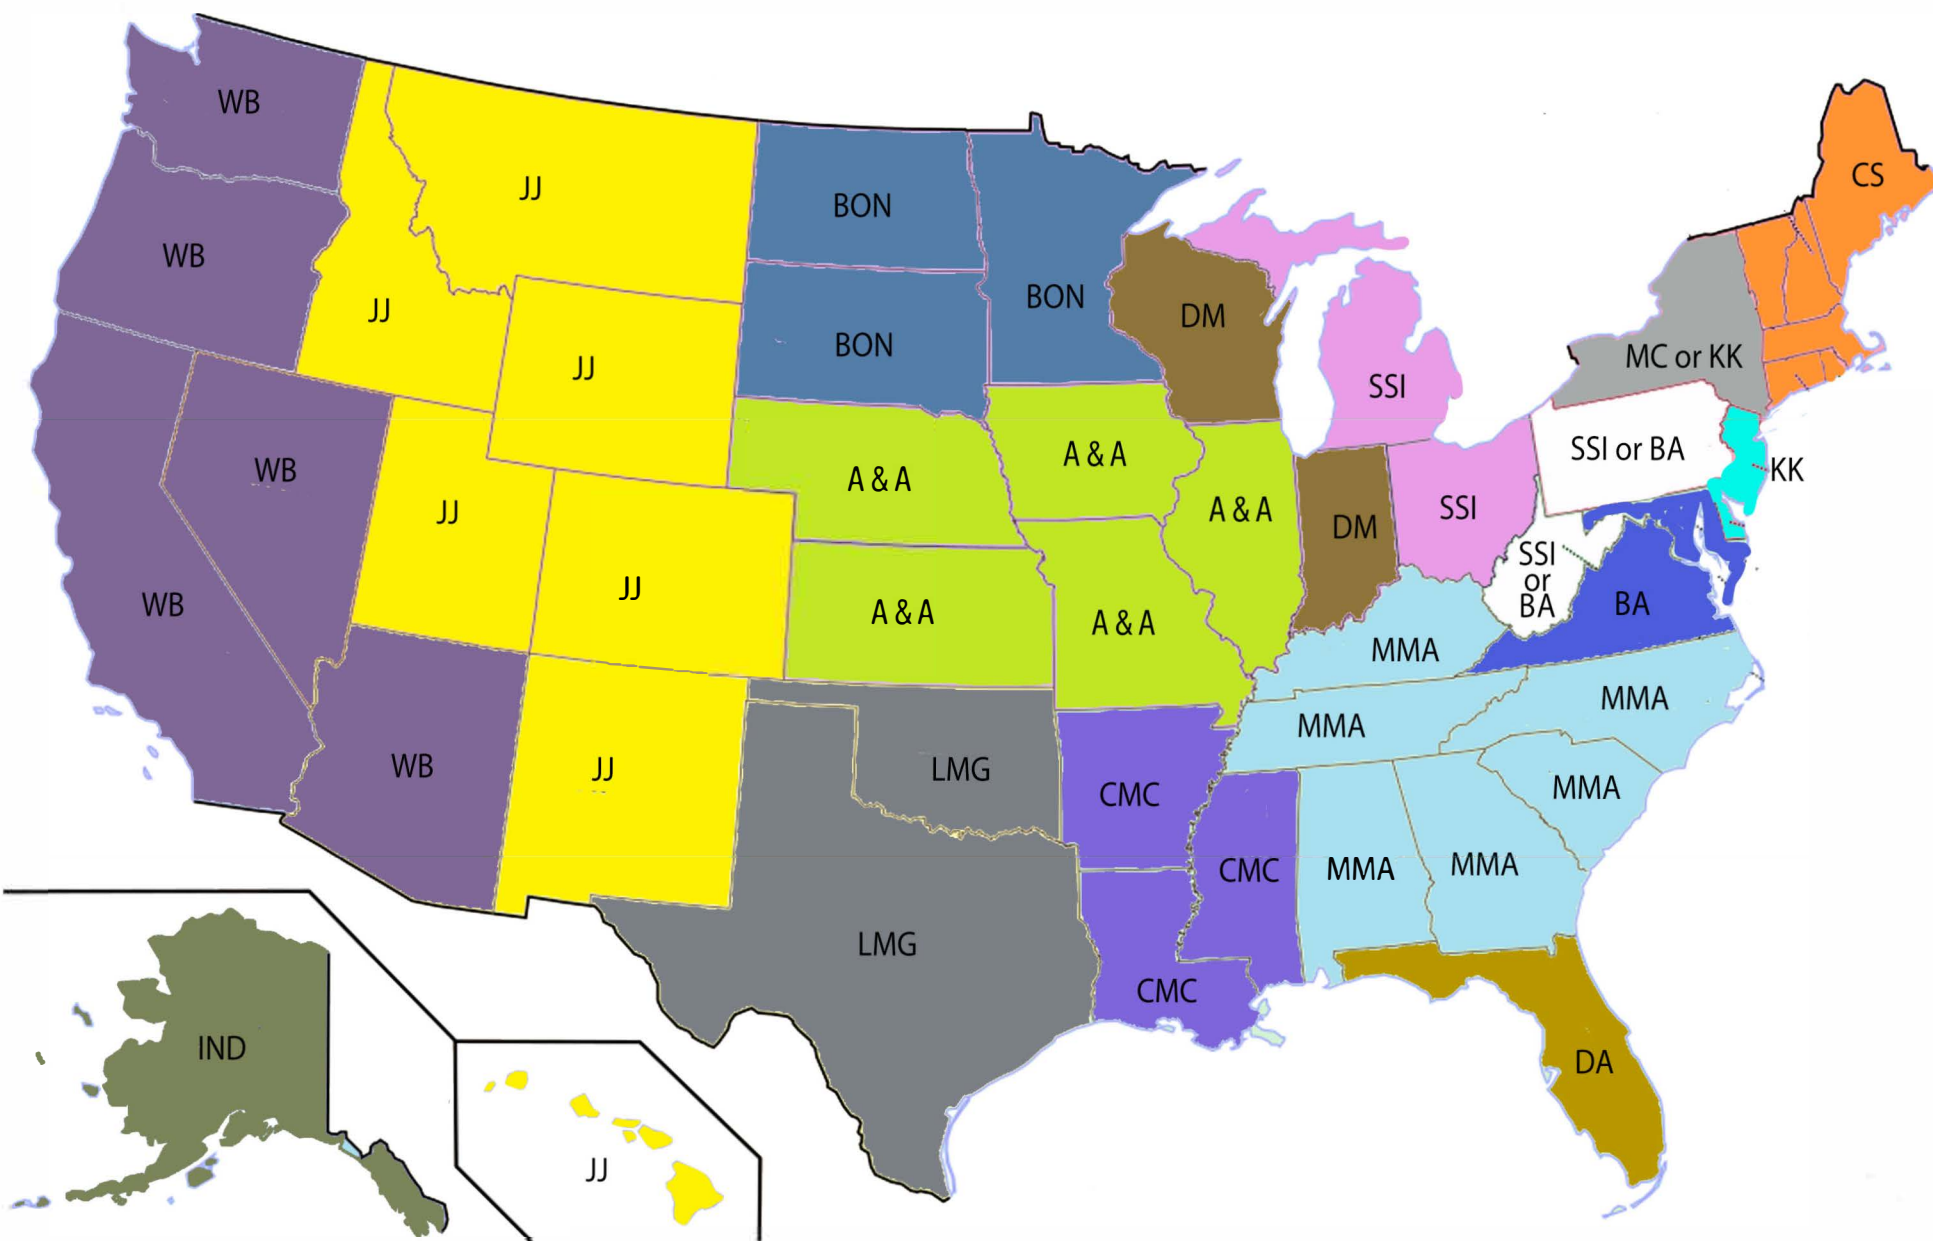 WB
CS
JJ
BON
WB
JJ
BON
DM
BON
JJ
BON
MC or KK
SSI
SSI or BA
A & A
WB
A & A
KK
JJ
A & A
SSI
DM
SSI
or
BA
JJ
WB
A & A
A & A
BA
MMA
MMA
MMA
WB
JJ
LMG
CMC
MMA
CMC
MMA
MMA
LMG
CMC
IND
DA
JJ